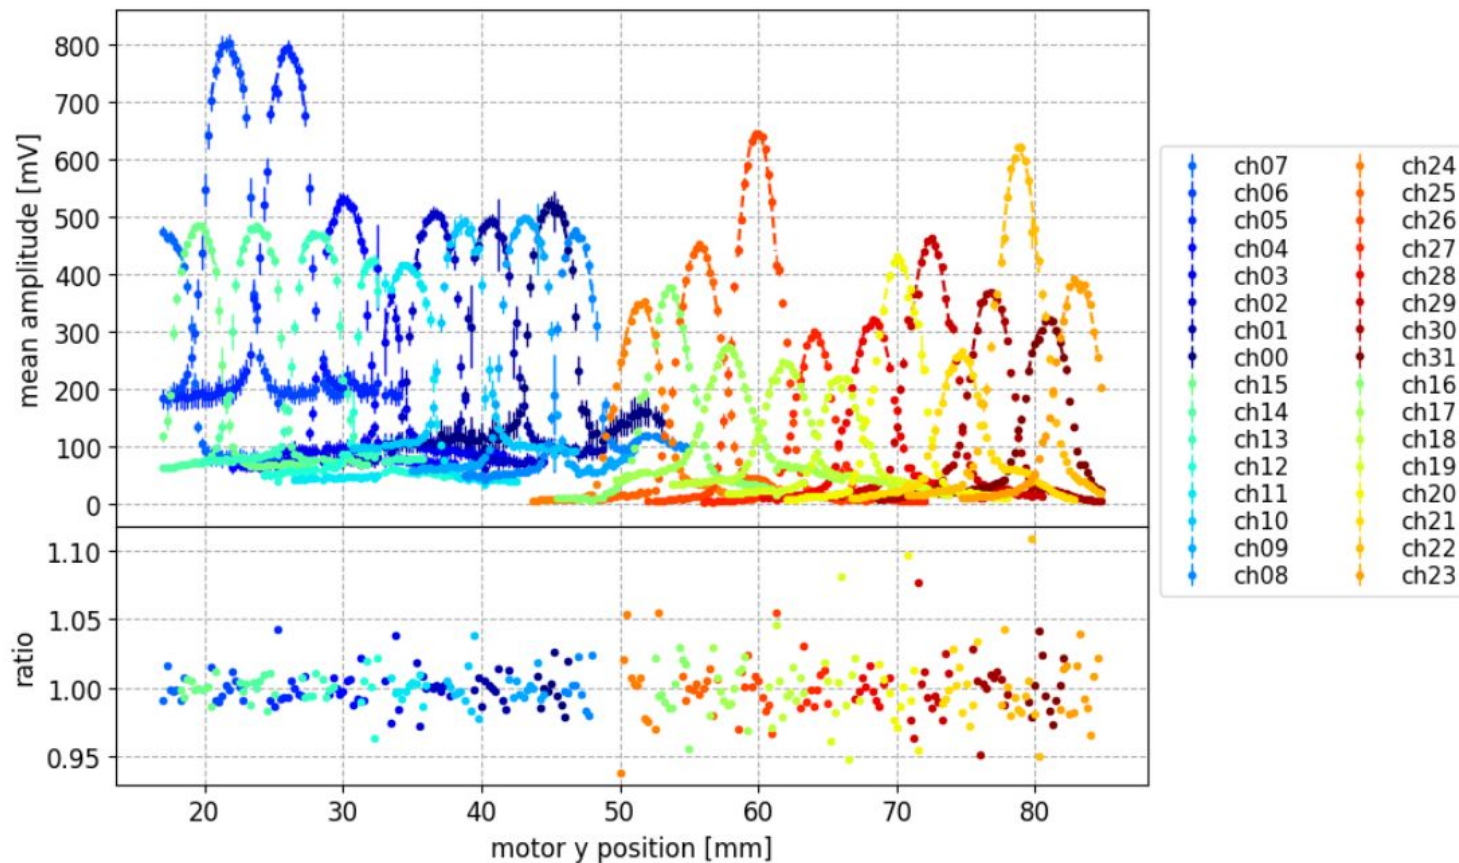 mean amplitude [mV]
800
700
600
500
400
300
200
100
0
ratio
1.10
1.05
1.00
0.95
20 30 40 50 60 70 80
motor y position [mm]
ch07 ch24
ch06 ch25
ch05 ch26
ch04 ch27
ch03 ch28
ch02 ch29
ch01 ch30
ch00 ch31
ch15 ch16
ch14 ch17
ch13 ch18
ch12 ch19
ch11 ch20
ch10 ch21
ch09 ch22
ch08 ch23